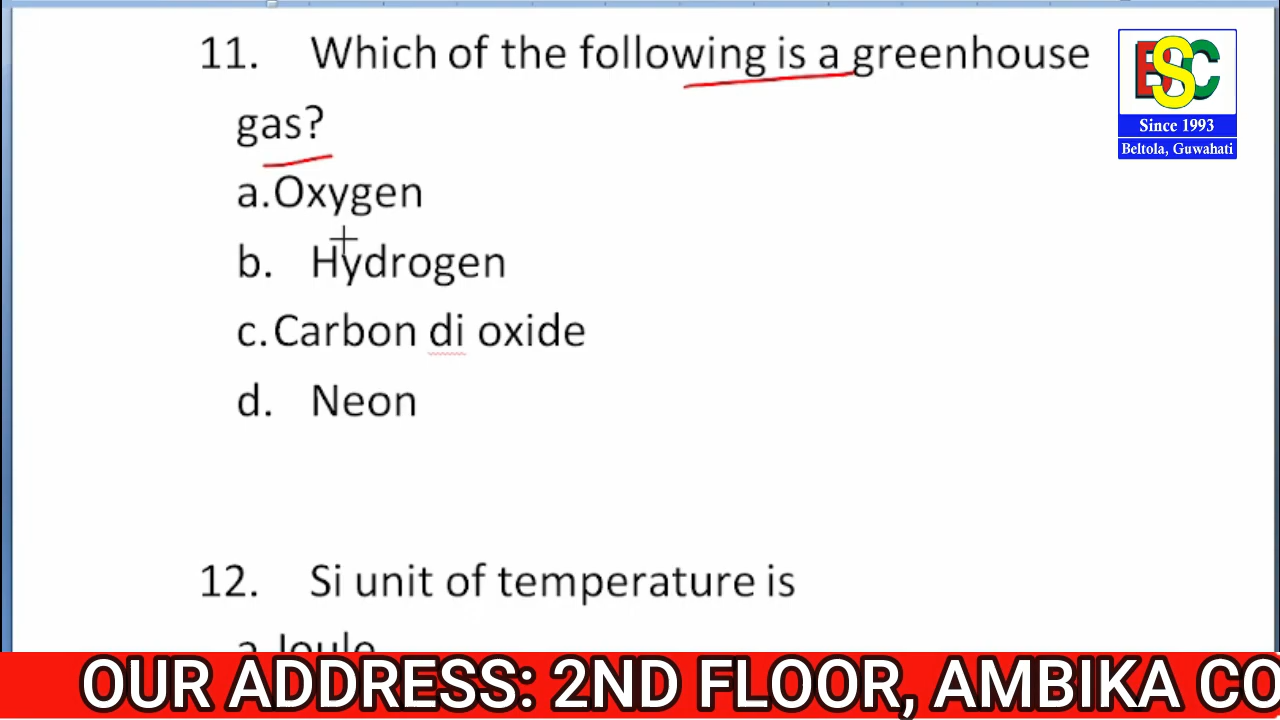 11. Which of the following is a greenhouse
gas?
a. Oxygen
b. Hydrogen
c. Carbon di oxide
d. Neon
BSC
Since 1993
Beltola, Guwahati
12. Si unit of temperature is
a. Joule
OUR ADDRESS: 2ND FLOOR, AMBIKA CO